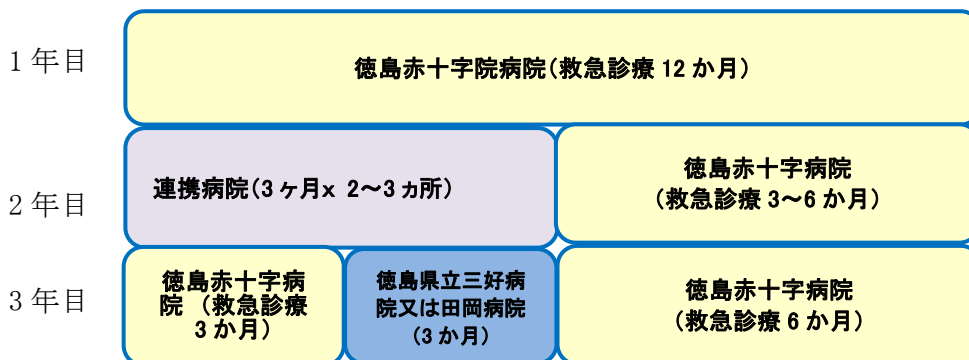 1年目
徳島赤十字院病院(救急診療 12 か月)
2年目
連携病院(3ヶ月x 2～3ヵ所)
徳島赤十字病院
(救急診療 3～6 か月)
3年目
徳島赤十字病
院 (救急診療
3 か月)
徳島県立三好病
院又は田岡病院
(3 か月)
徳島赤十字病院
(救急診療 6 か月)